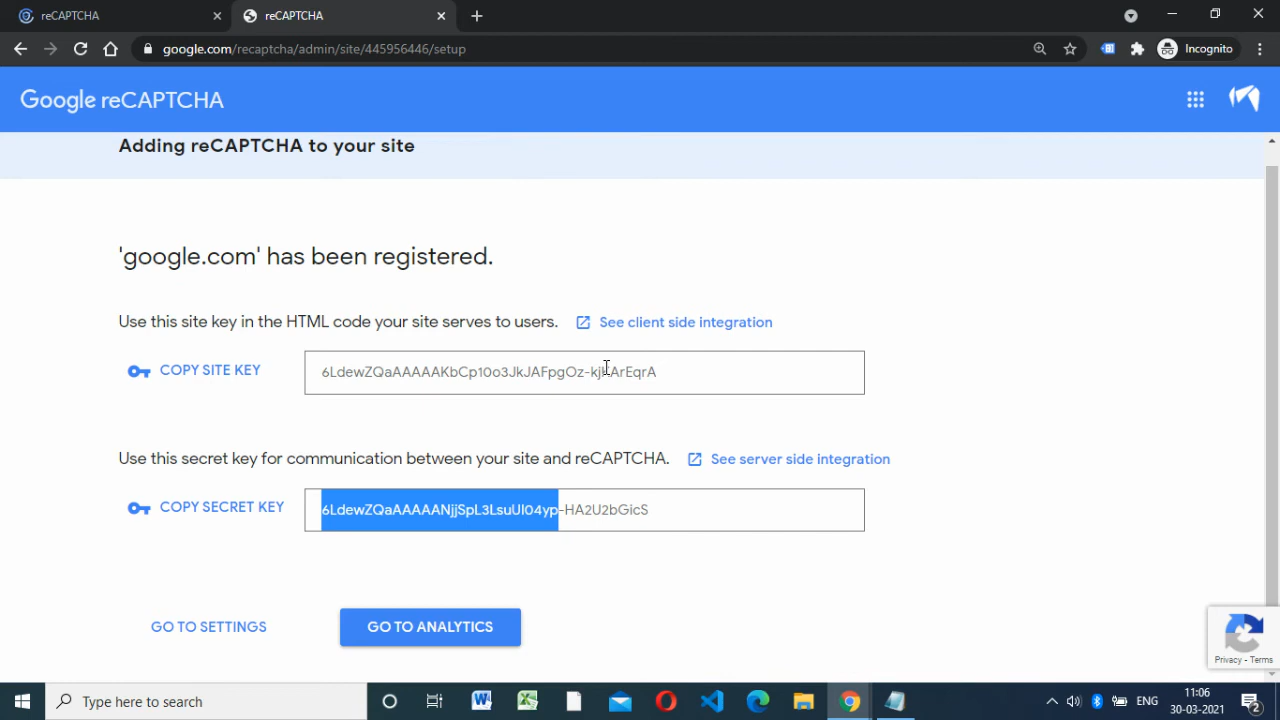 reCAPTCHA
reCAPTCHA
google.com/recaptcha/admin/site/445956446/setup
Incognito
Google reCAPTCHA
Adding reCAPTCHA to your site
'google.com' has been registered.
Use this site key in the HTML code your site serves to users. See client side integration
COPY SITE KEY
Use this secret key for communication between your site and reCAPTCHA. See server side integration
COPY SECRET KEY 6LdewZQaAAAAANjjSpL3LsuUl04yp-HA2U2bGicS
GO TO SETTINGS GO TO ANALYTICS
Privacy - Terms
Type here to search
ENG
11:06
30-03-2021
2